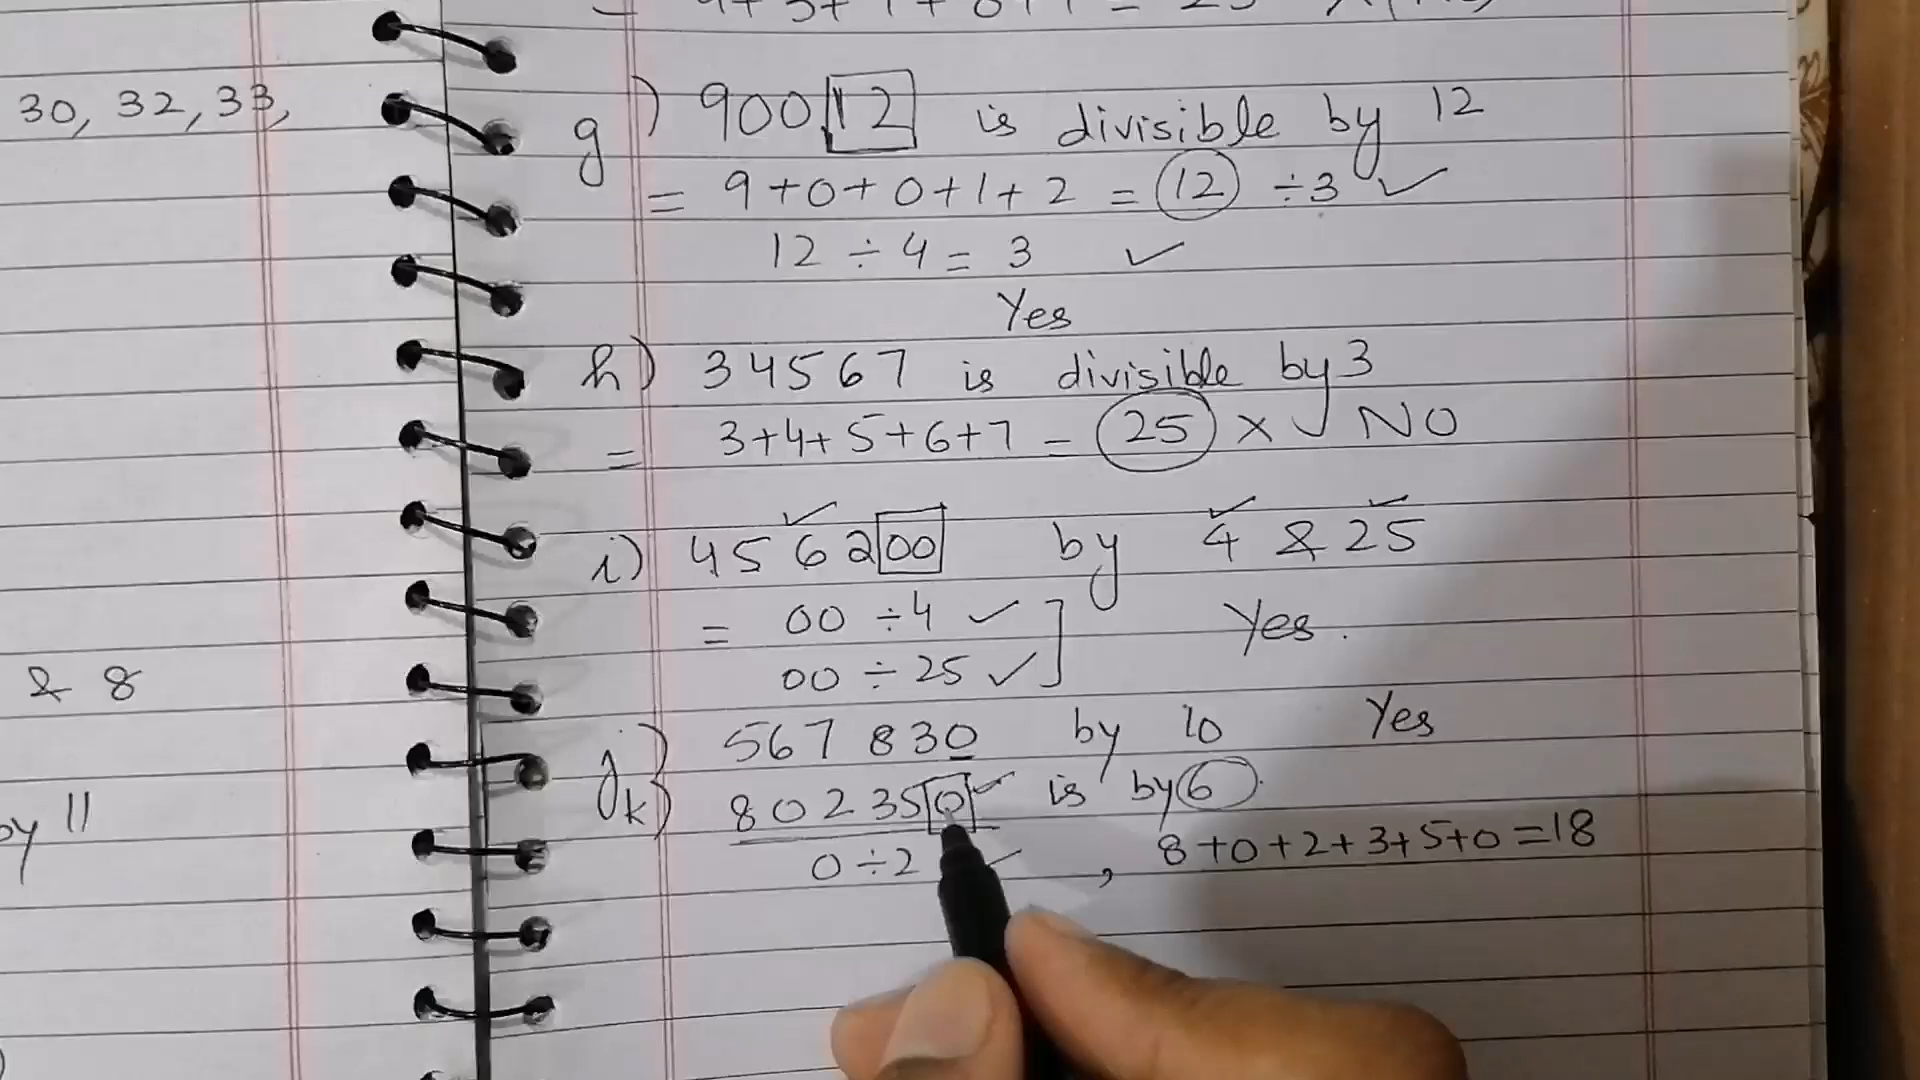 30, 32, 33,
& 8
by 11
g) 90012 is divisible by 12
= 9+0+0+1+2 = 12 ÷3 ✓
12 ÷ 4 = 3 ✓
Yes
h) 34567 is divisible by 3
= 3+4+5+6+7 = 25 × ✓ NO
i) 456200 by 4 & 25
= 00 ÷4 ✓
00 ÷ 25 ✓ ] Yes.
j) 567830 by 10 Yes
k) 802350 ✓ is by 6
0 ÷ 2 ✓ , 8+0+2+3+5+0=18